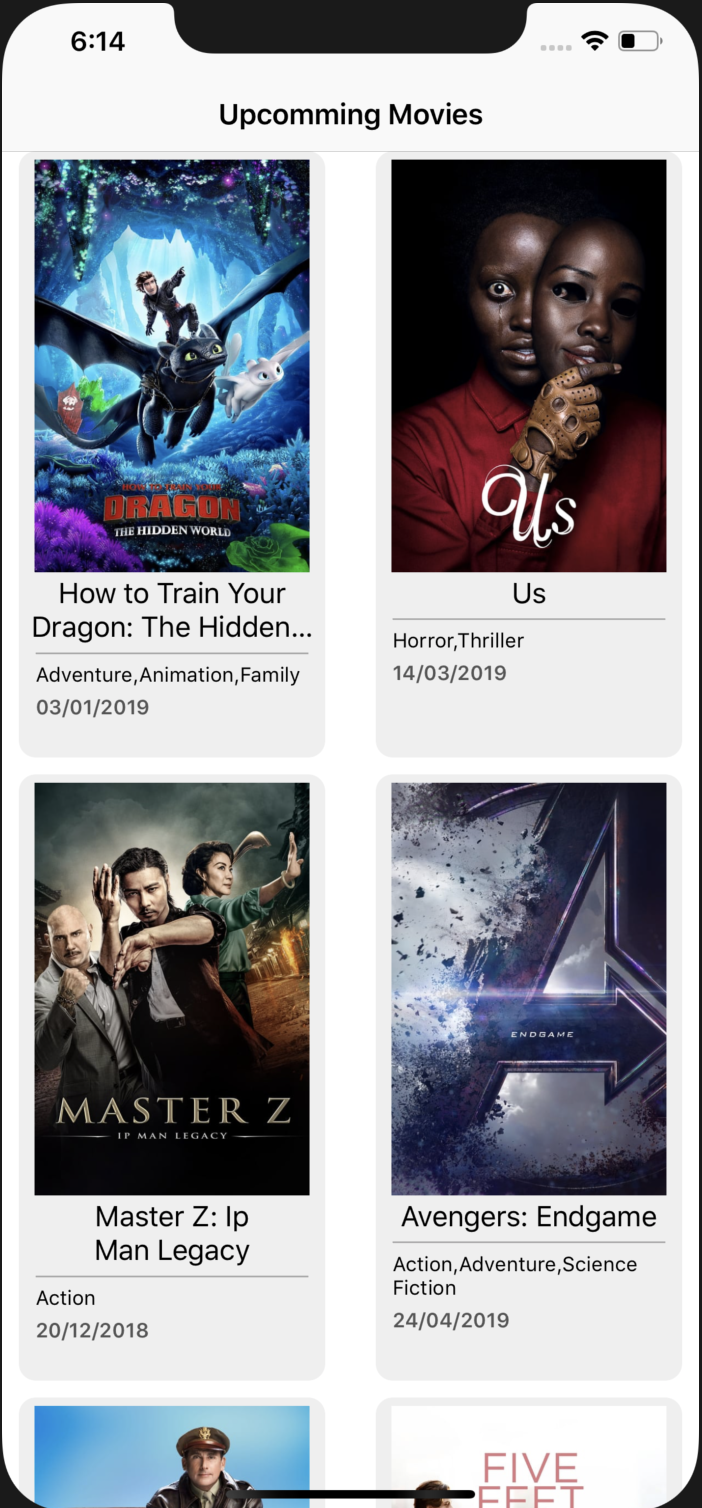 6:14
Upcomming Movies
HOW TO TRAIN YOUR
DRAGON
THE HIDDEN WORLD
How to Train Your
Dragon: The Hidden...
Adventure,Animation,Family
03/01/2019
Us
Us
Horror,Thriller
14/03/2019
MASTER Z
IP MAN LEGACY
Master Z: Ip
Man Legacy
Action
20/12/2018
ENDGAME
Avengers: Endgame
Action,Adventure,Science
Fiction
24/04/2019
FIVE
FEET